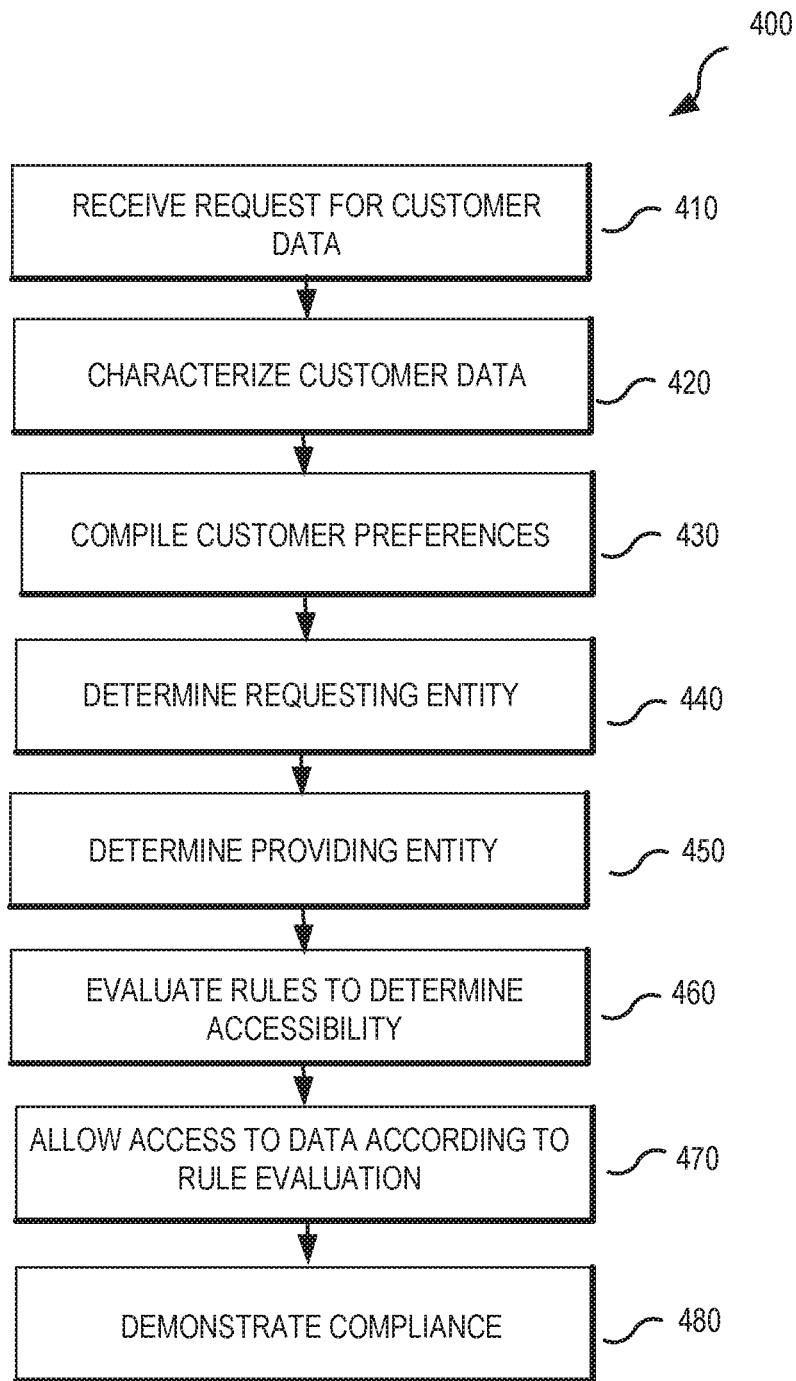 400
RECEIVE REQUEST FOR CUSTOMER
DATA
410
CHARACTERIZE CUSTOMER DATA
420
COMPILE CUSTOMER PREFERENCES
430
DETERMINE REQUESTING ENTITY
440
DETERMINE PROVIDING ENTITY
450
EVALUATE RULES TO DETERMINE
ACCESSIBILITY
460
ALLOW ACCESS TO DATA ACCORDING TO
RULE EVALUATION
470
DEMONSTRATE COMPLIANCE
480